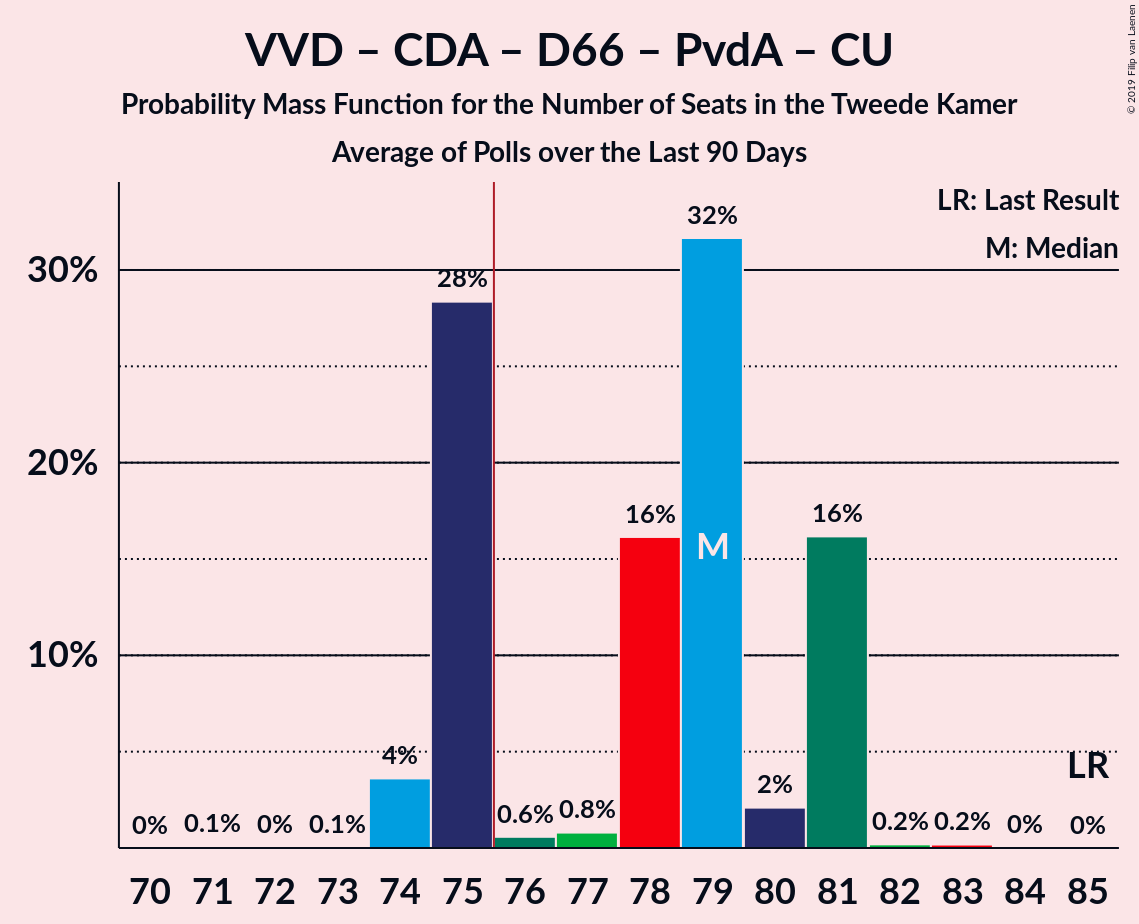 VVD – CDA – D66 – PvdA – CU
Probability Mass Function for the Number of Seats in the Tweede Kamer
Average of Polls over the Last 90 Days
© 2019 Filip van Laenen
LR: Last Result
M: Median
30%
20%
10%
0%
0.1%
0%
0.1%
4%
28%
0.6%
0.8%
16%
32%
M
2%
16%
0.2%
0.2%
0%
0%
LR
70 71 72 73 74 75 76 77 78 79 80 81 82 83 84 85